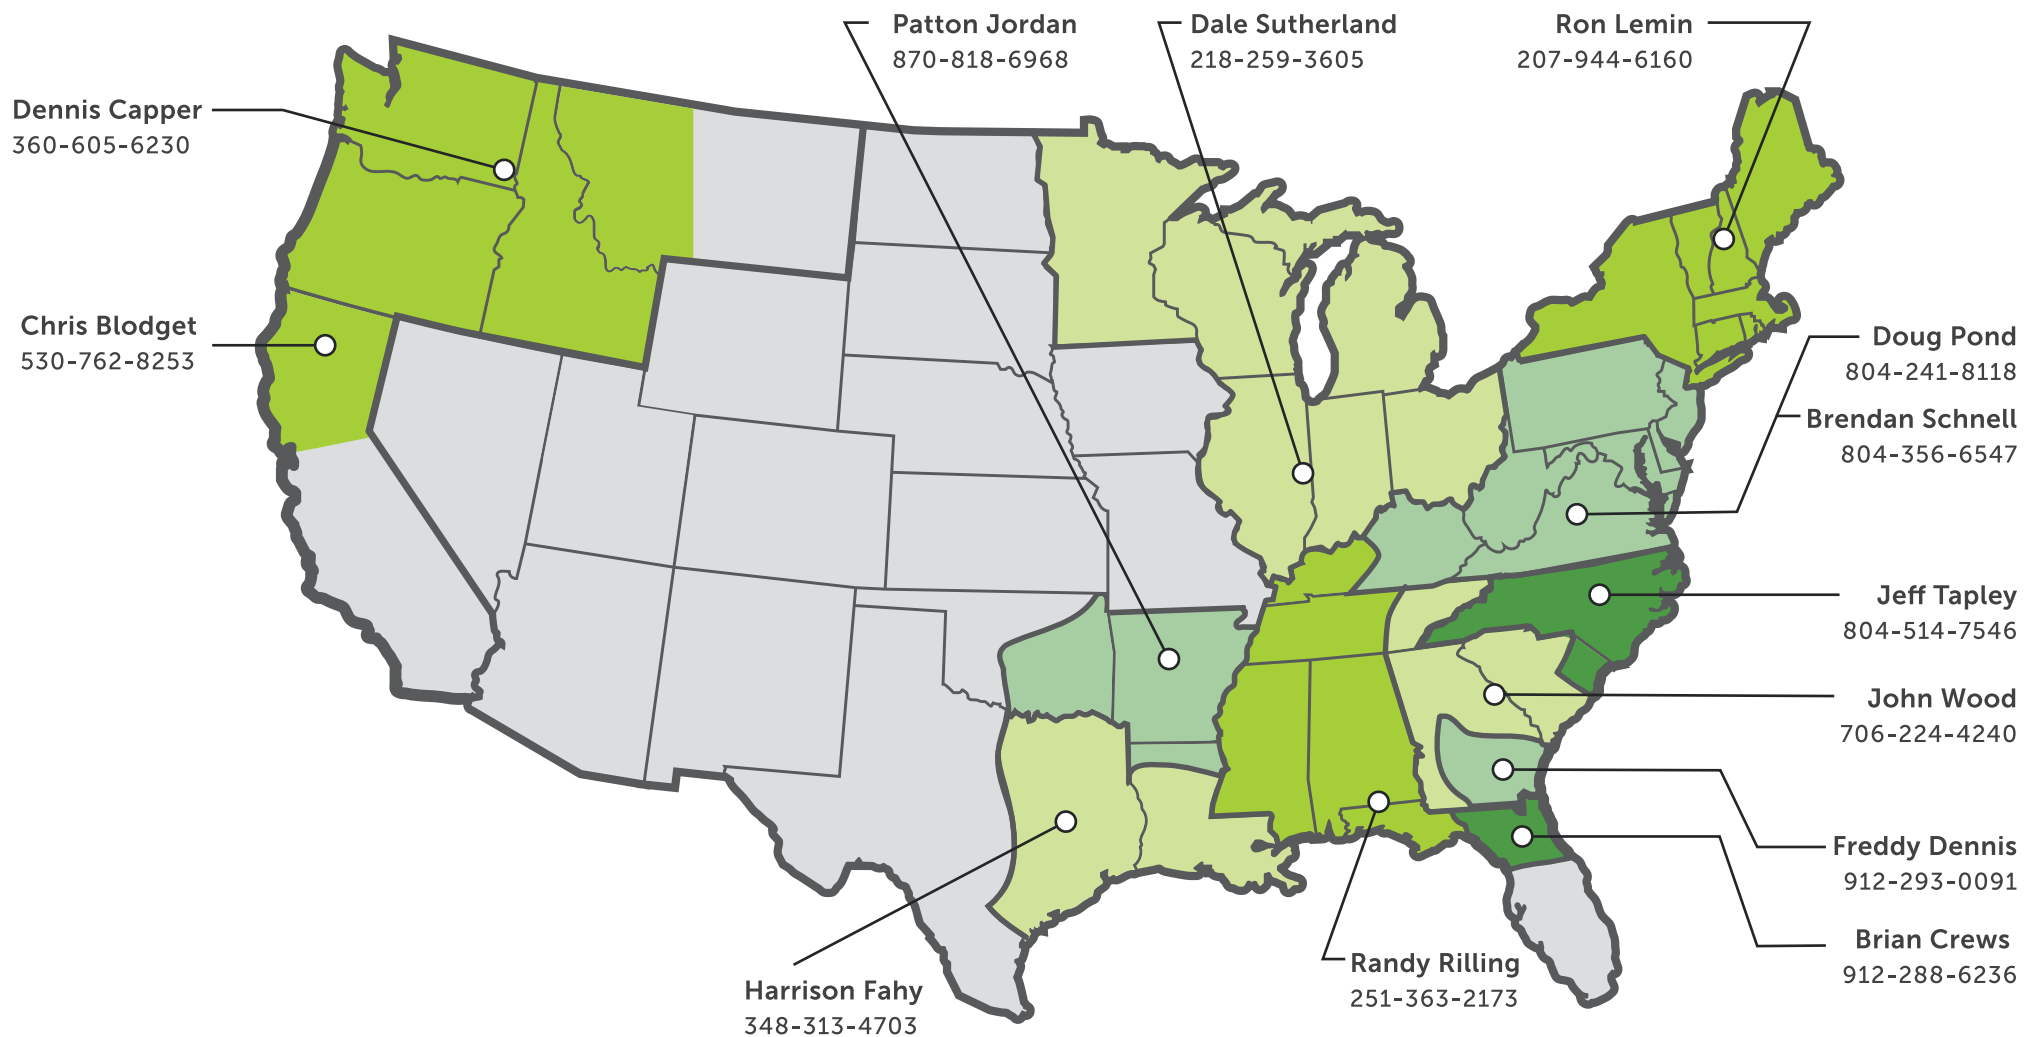 Patton Jordan
870-818-6968
Dale Sutherland
218-259-3605
Ron Lemin
207-944-6160
Dennis Capper
360-605-6230
Chris Blodget
530-762-8253
Doug Pond
804-241-8118
Brendan Schnell
804-356-6547
Jeff Tapley
804-514-7546
John Wood
706-224-4240
Freddy Dennis
912-293-0091
Brian Crews
912-288-6236
Randy Rilling
251-363-2173
Harrison Fahy
348-313-4703